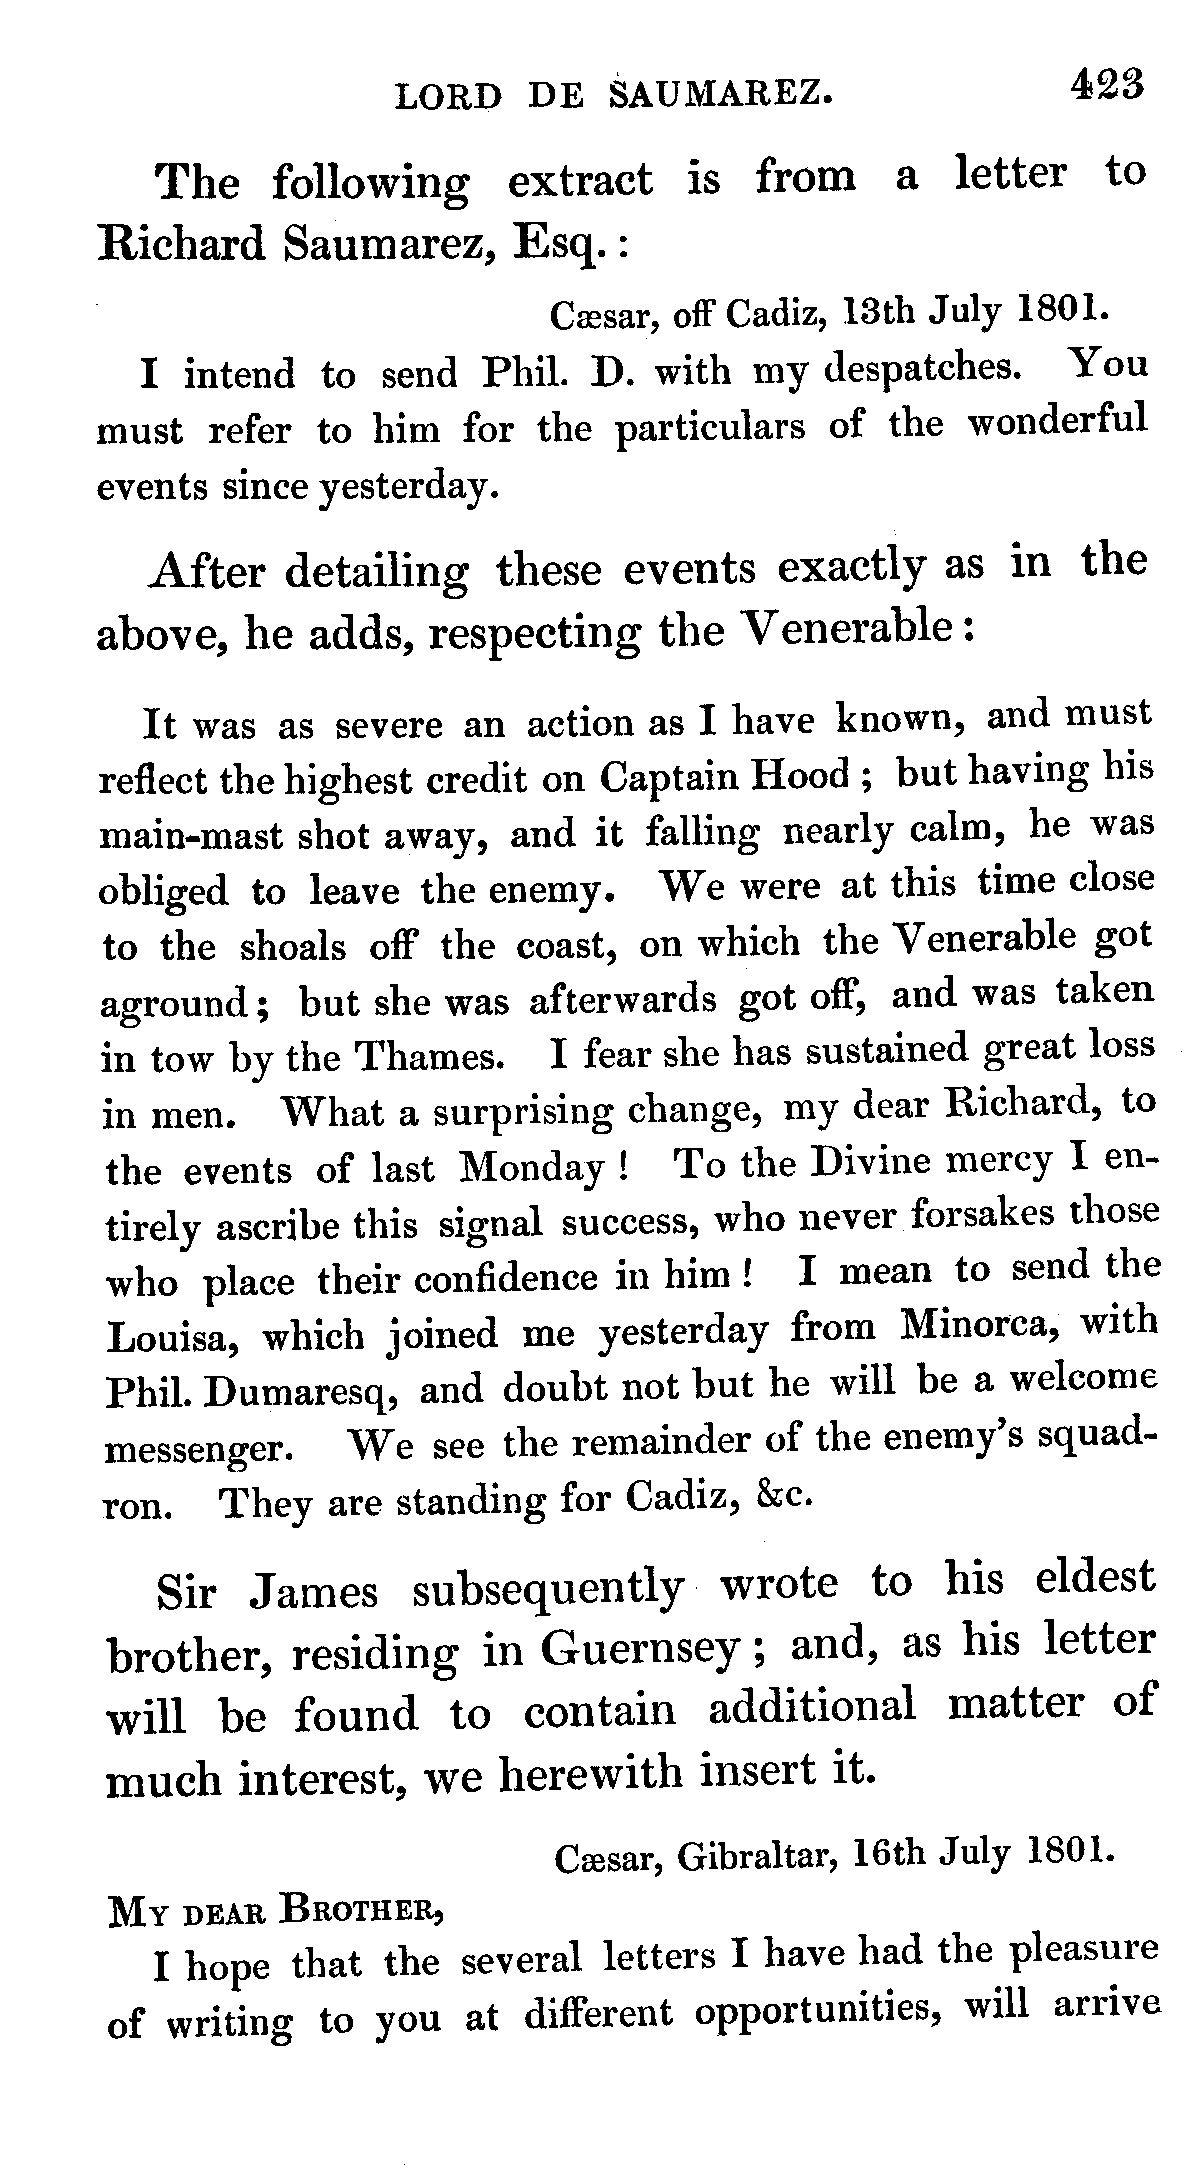 LORD DE SAUMAREZ. 423
The following extract is from a letter to
Richard Saumarez, Esq. :
Cæsar, off Cadiz, 13th July 1801.
I intend to send Phil. D. with my despatches. You
must refer to him for the particulars of the wonderful
events since yesterday.
After detailing these events exactly as in the
above, he adds, respecting the Venerable :
It was as severe an action as I have known, and must
reflect the highest credit on Captain Hood ; but having his
main-mast shot away, and it falling nearly calm, he was
obliged to leave the enemy. We were at this time close
to the shoals off the coast, on which the Venerable got
aground ; but she was afterwards got off, and was taken
in tow by the Thames. I fear she has sustained great loss
in men. What a surprising change, my dear Richard, to
the events of last Monday ! To the Divine mercy I en-
tirely ascribe this signal success, who never forsakes those
who place their confidence in him ! I mean to send the
Louisa, which joined me yesterday from Minorca, with
Phil. Dumaresq, and doubt not but he will be a welcome
messenger. We see the remainder of the enemy's squad-
ron. They are standing for Cadiz, &c.
Sir James subsequently wrote to his eldest
brother, residing in Guernsey ; and, as his letter
will be found to contain additional matter of
much interest, we herewith insert it.
Cæsar, Gibraltar, 16th July 1801.
MY DEAR BROTHER,
I hope that the several letters I have had the pleasure
of writing to you at different opportunities, will arrive